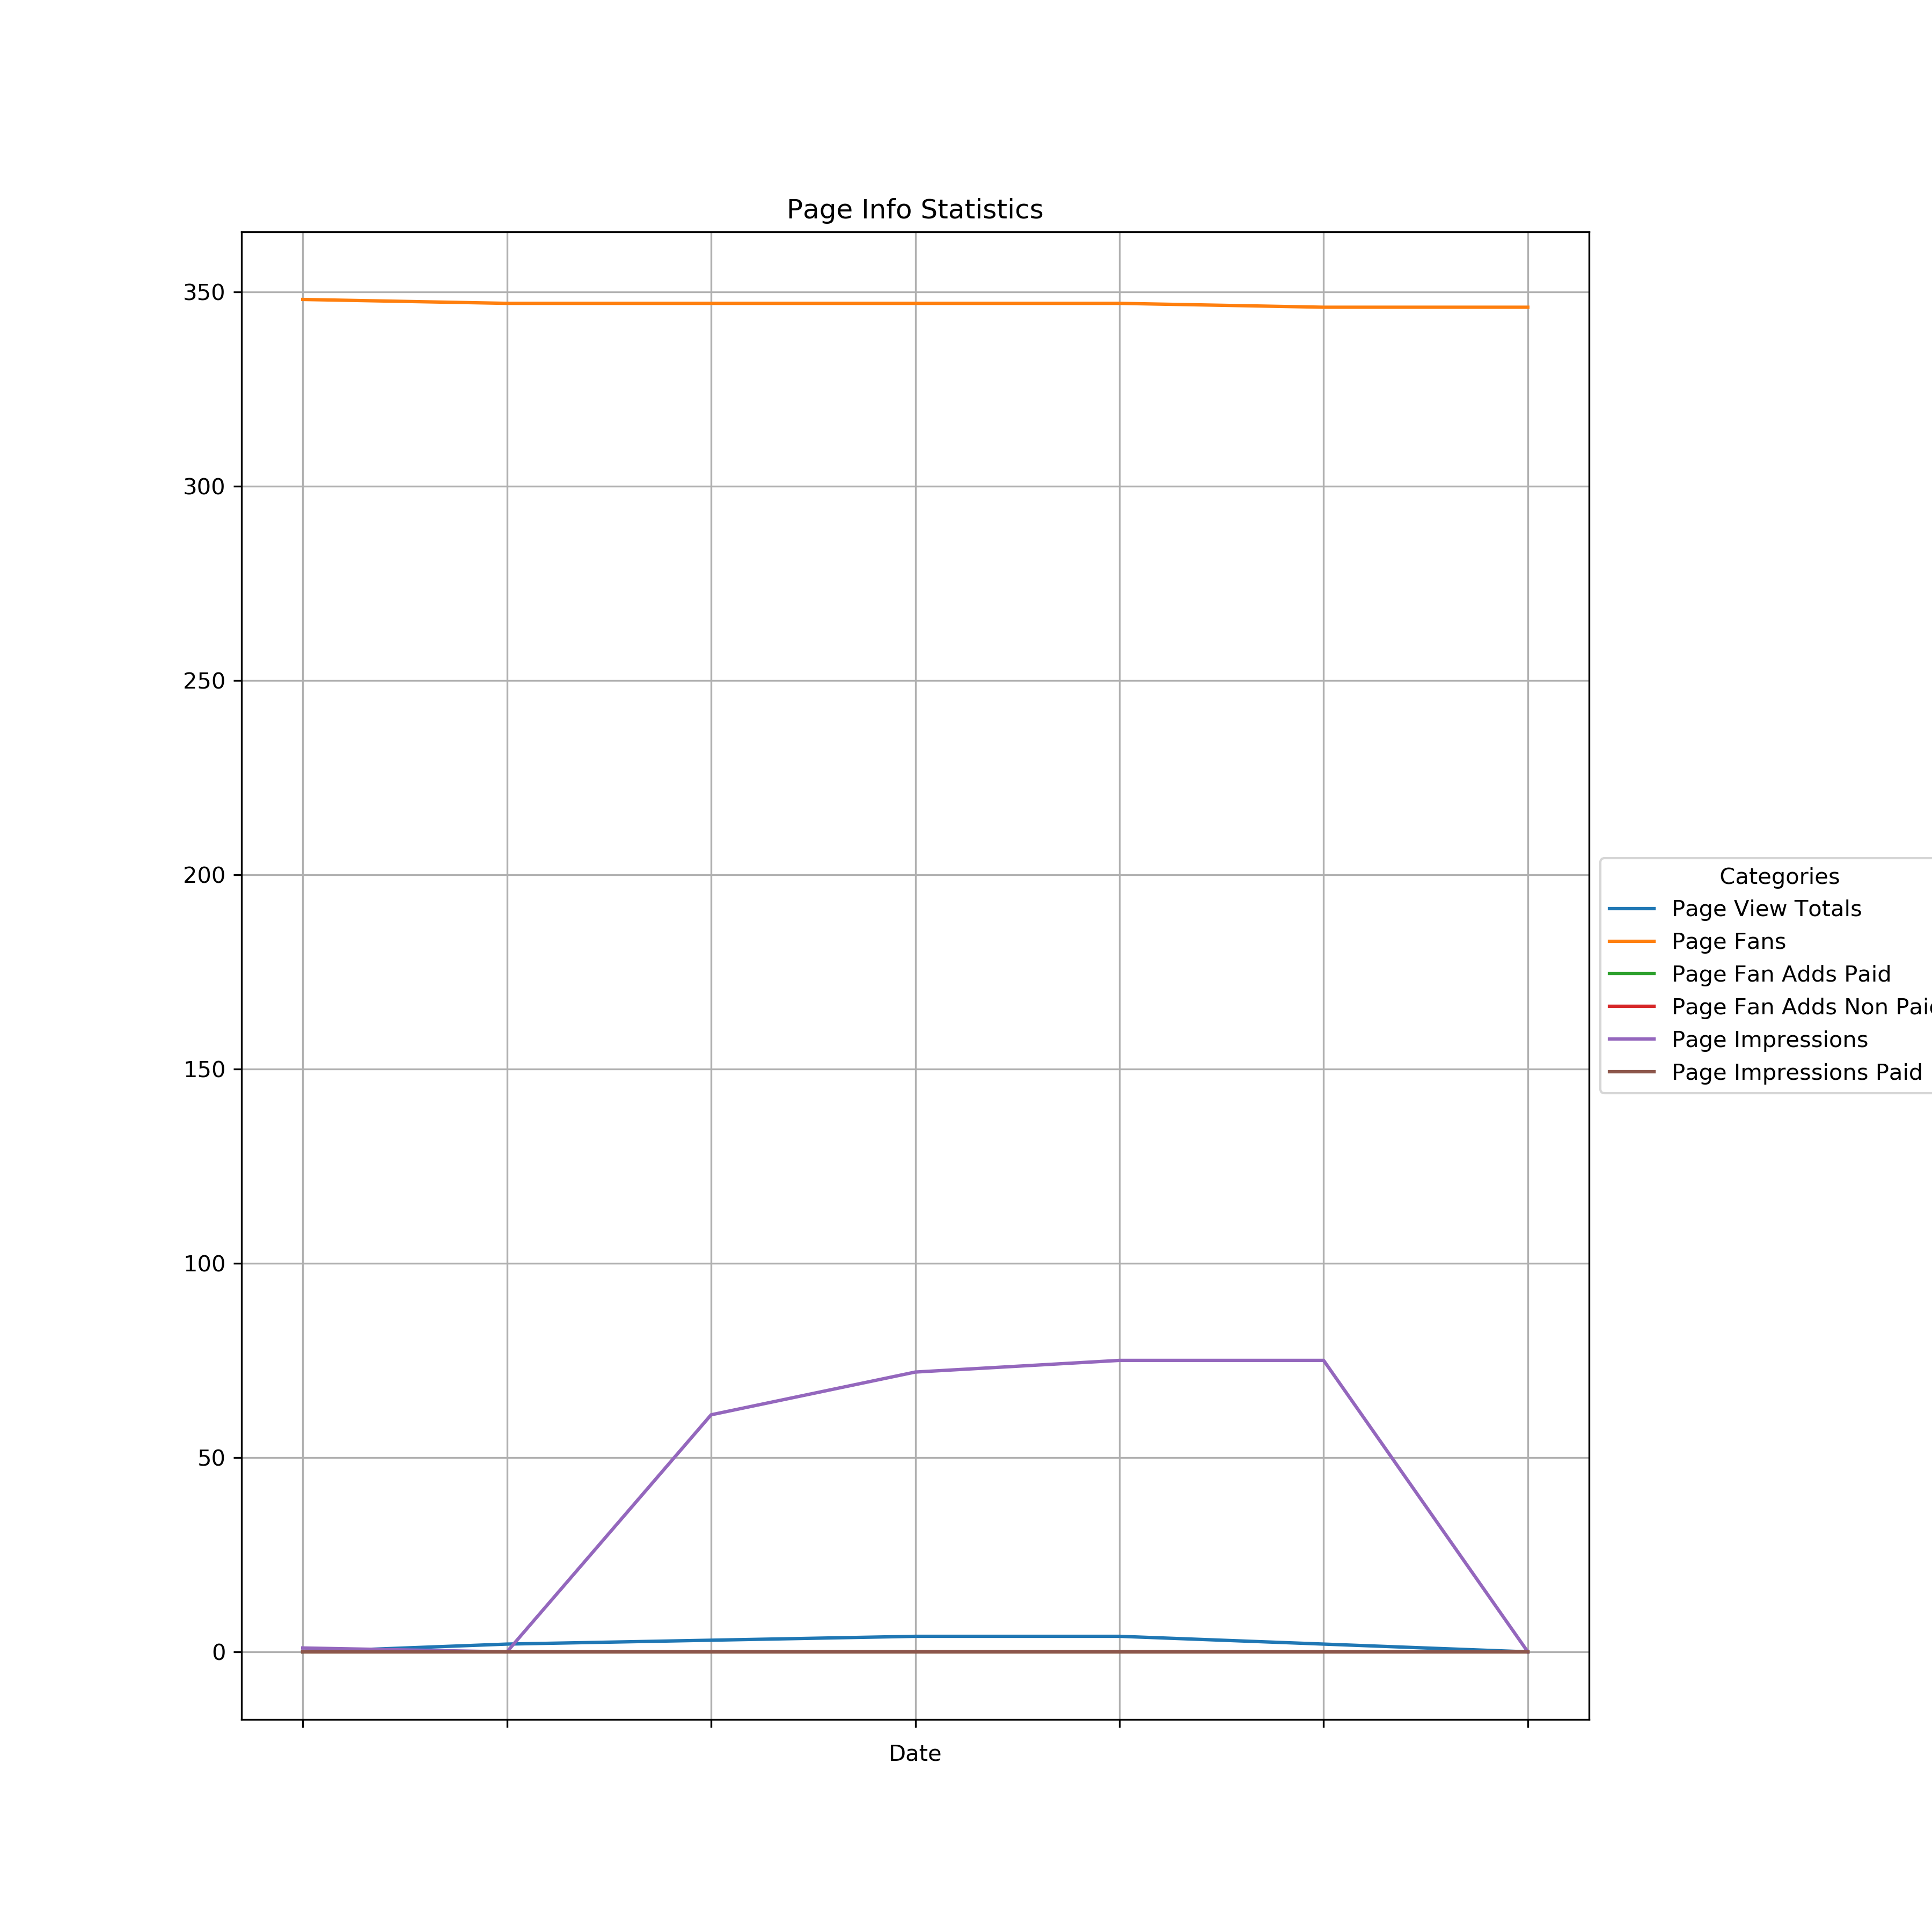 Page Info Statistics
350
300
250
200
150
100
50
0
Date
Categories
Page View Totals
Page Fans
Page Fan Adds Paid
Page Fan Adds Non
Page Impressions
Page Impressions Paid